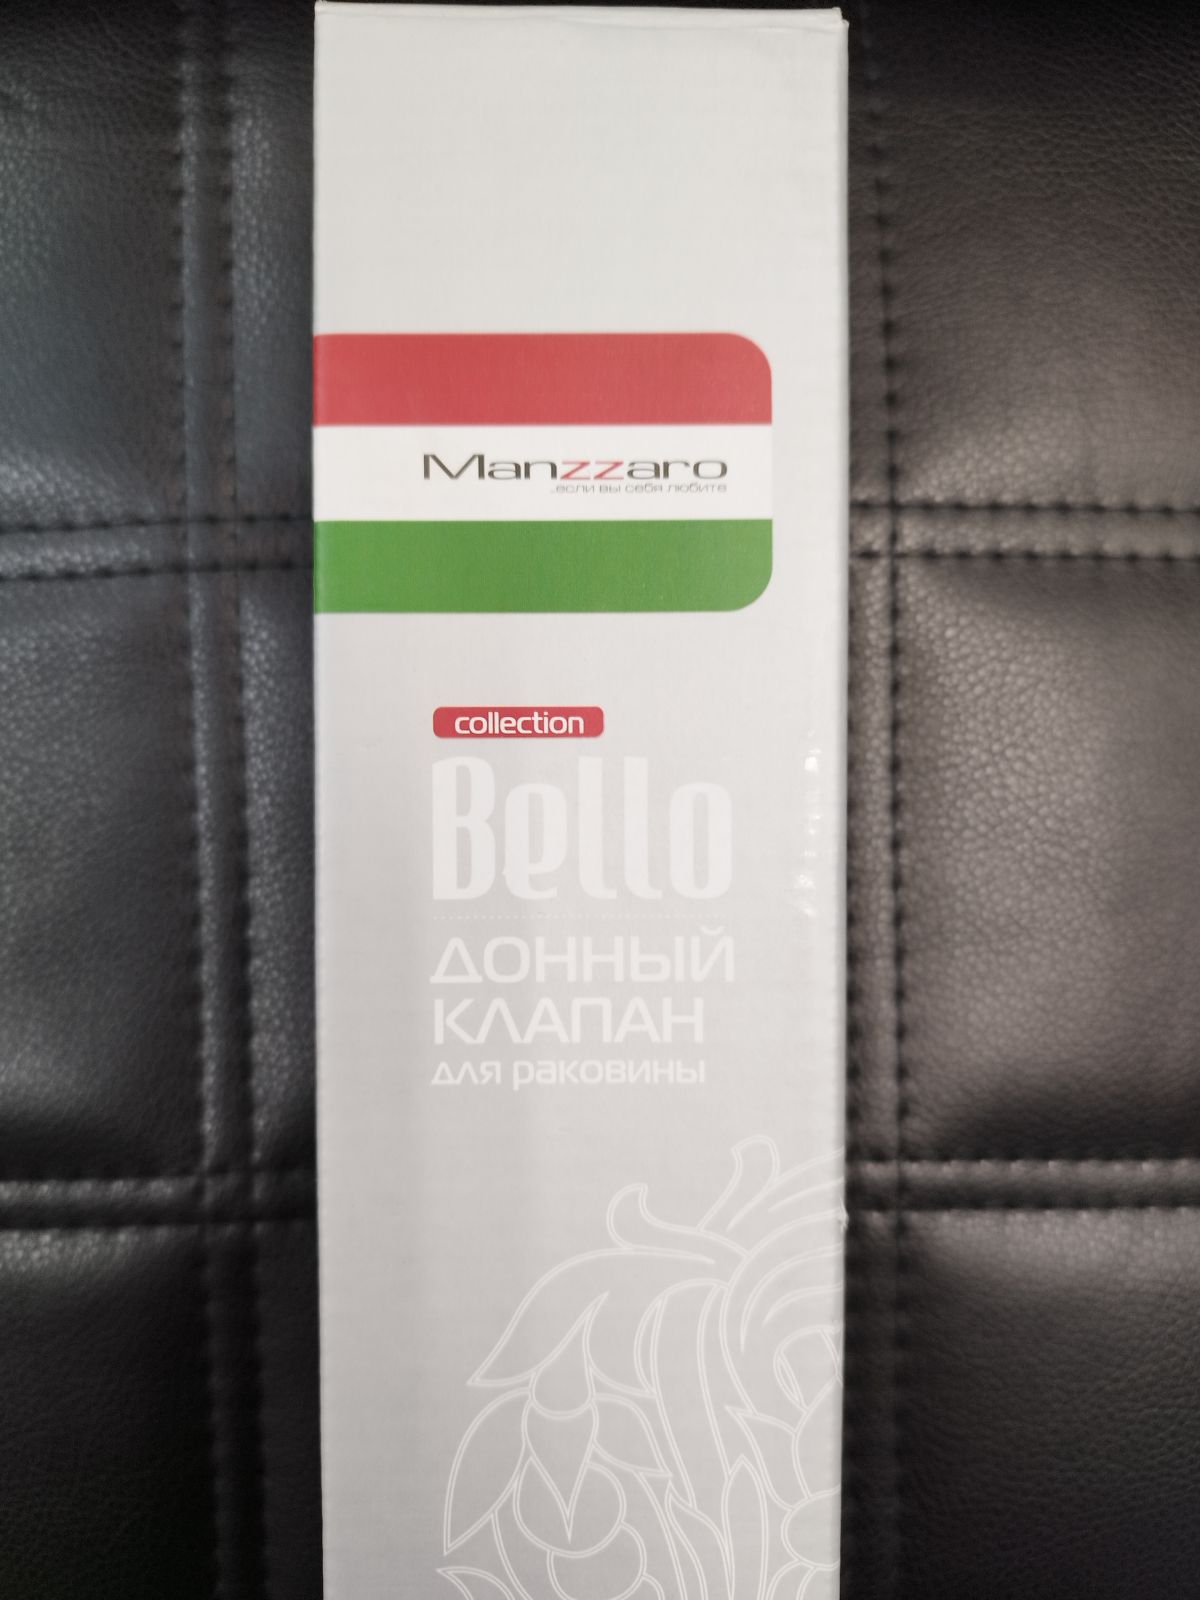 Manzzaro
...если вы себя любите
collection
Bello
ДОННЫЙ
КЛАПАН
для раковины